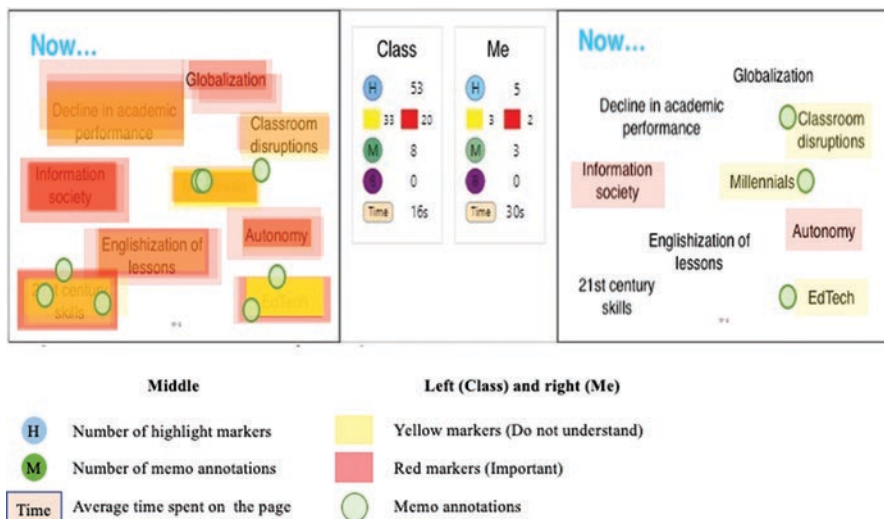 Now...
Globalization
Decline in academic
performance
Classroom
disruptions
Information
society
Autonomy
Englishization of
lessons
21st century
skills
EdTech
Class
H 53
33 20
M 8
0
Time 16s
Me
H 5
3 2
M 3
0
Time 30s
Now...
Globalization
Decline in academic
performance
Classroom
disruptions
Information
society
Millennials
Autonomy
Englishization of
lessons
21st century
skills
EdTech
Middle
H Number of highlight markers
M Number of memo annotations
Time Average time spent on the page
Left (Class) and right (Me)
Yellow markers (Do not understand)
Red markers (Important)
Memo annotations